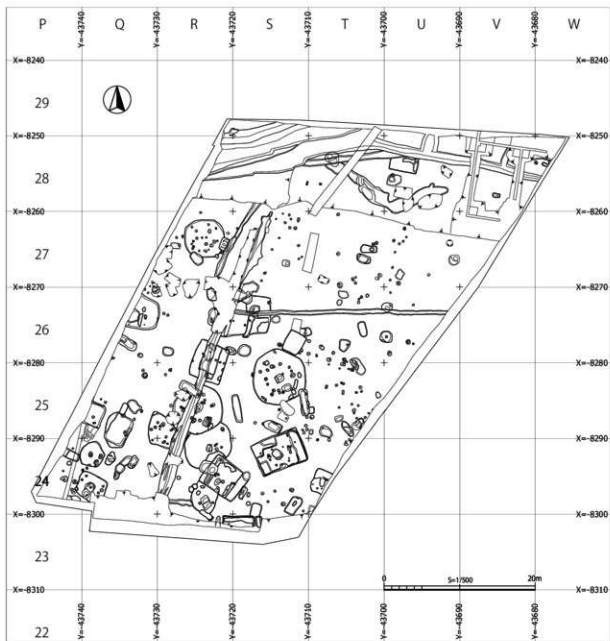 P Q R S T U V W
Y=-43740 Y=-43730 Y=-43720 Y=-43710 Y=-43700 Y=-43690 Y=-43680
X=-8240 X=-8240
29
X=-8250 X=-8250
28
X=-8260 X=-8260
27
X=-8270 X=-8270
26
X=-8280 X=-8280
25
X=-8290 X=-8290
24
X=-8300 X=-8300
23
0 S=1/500 20m
X=-8310 X=-8310
22
Y=-43740 Y=-43730 Y=-43720 Y=-43710 Y=-43700 Y=-43690 Y=-43680